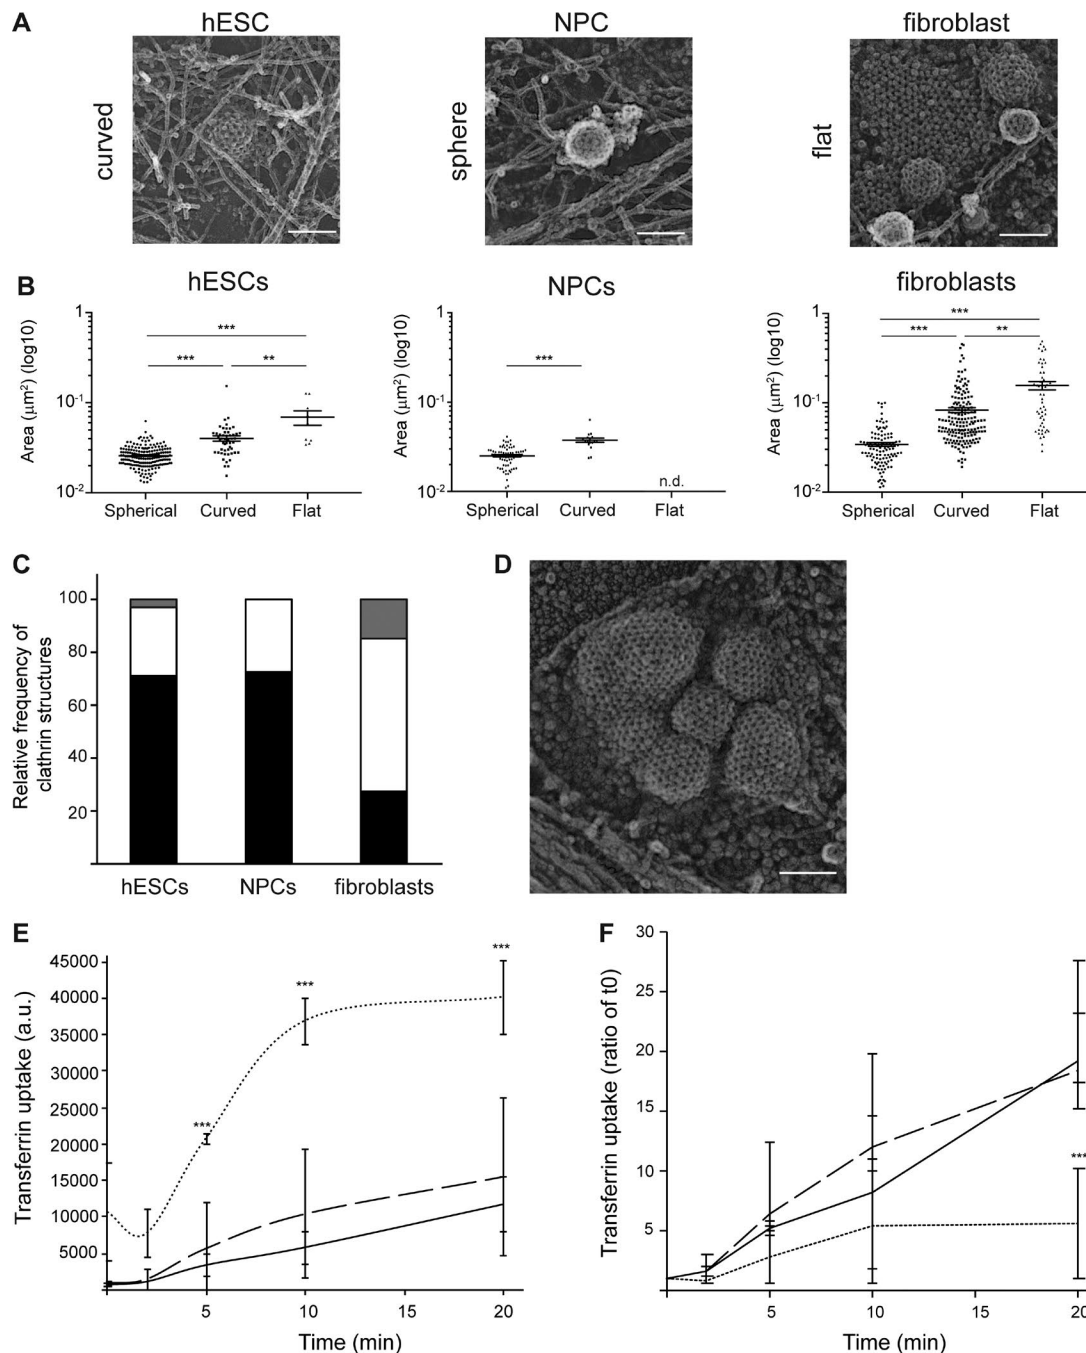 A
hESC
NPC
fibroblast
curved
sphere
flat
B
hESCs
NPCs
fibroblasts
Area (µm²) (log10)
1
10⁻¹
10⁻²
***
***
**
Spherical
Curved
Flat
Area (µm²) (log10)
1
10⁻¹
10⁻²
***
n.d.
Spherical
Curved
Flat
Area (µm²) (log10)
1
10⁻¹
10⁻²
***
***
**
Spherical
Curved
Flat
C
Relative frequency of
clathrin structures
100
80
60
40
20
hESCs
NPCs
fibroblasts
D
E
Transferrin uptake (a.u.)
45000
40000
35000
30000
25000
20000
15000
10000
5000
***
***
***
5
10
15
20
Time (min)
F
Transferrin uptake (ratio of t0)
30
25
20
15
10
5
***
5
10
15
20
Time (min)